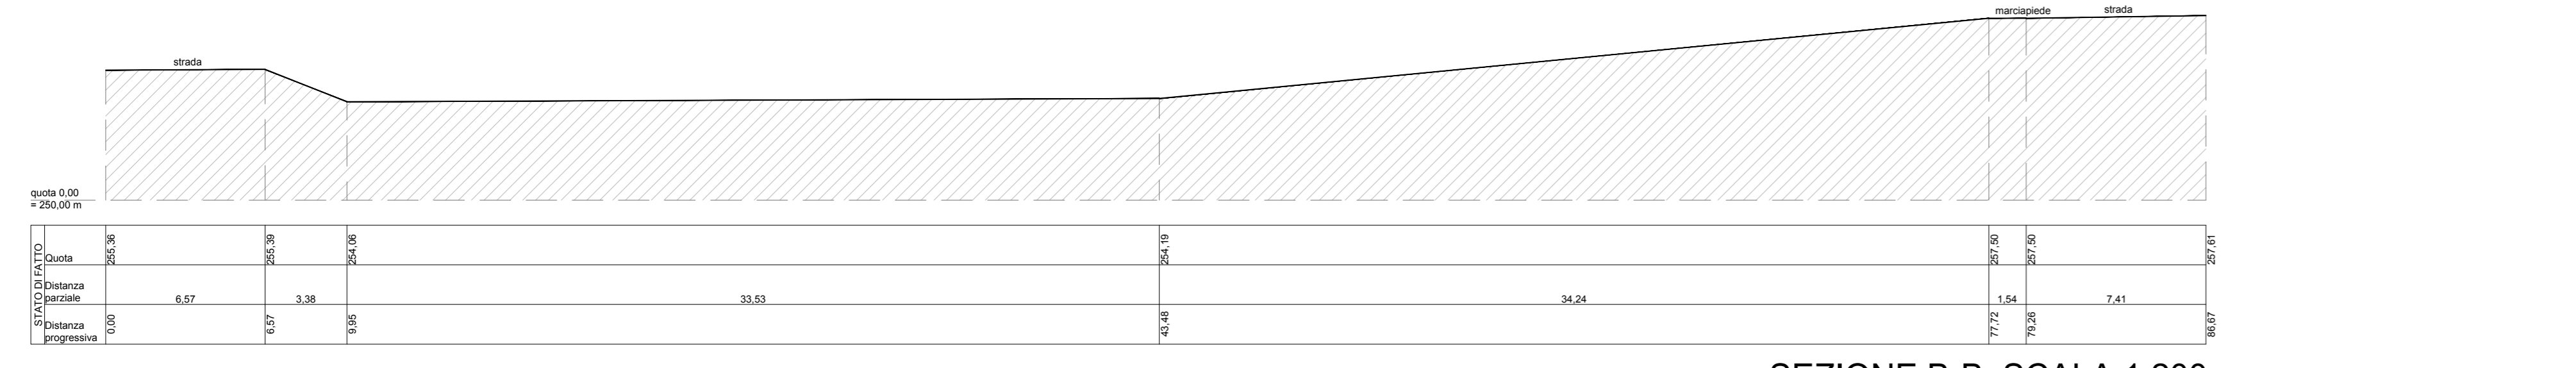 marciapiede
strada
strada
quota 0,00
= 250,00 m
STATO DI FATTO
Quota
255,36
255,39
254,06
254,19
257,50
257,50
257,61
Distanza
parziale
6,57
3,38
33,53
34,24
1,54
7,41
Distanza
progressiva
0,00
6,57
9,95
43,48
77,72
79,26
86,67